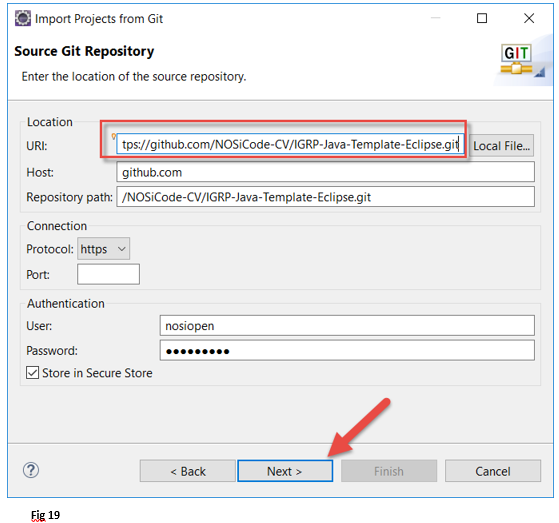 Import Projects from Git
Source Git Repository
Enter the location of the source repository.
GIT
Location
URI: tps://github.com/NOSiCode-CV/IGRP-Java-Template-Eclipse.git Local File...
Host: github.com
Repository path: /NOSiCode-CV/IGRP-Java-Template-Eclipse.git
Connection
Protocol: https
Port:
Authentication
User: nosiopen
Password: ●●●●●●●●●
Store in Secure Store
? < Back Next > Finish Cancel
Fig 19